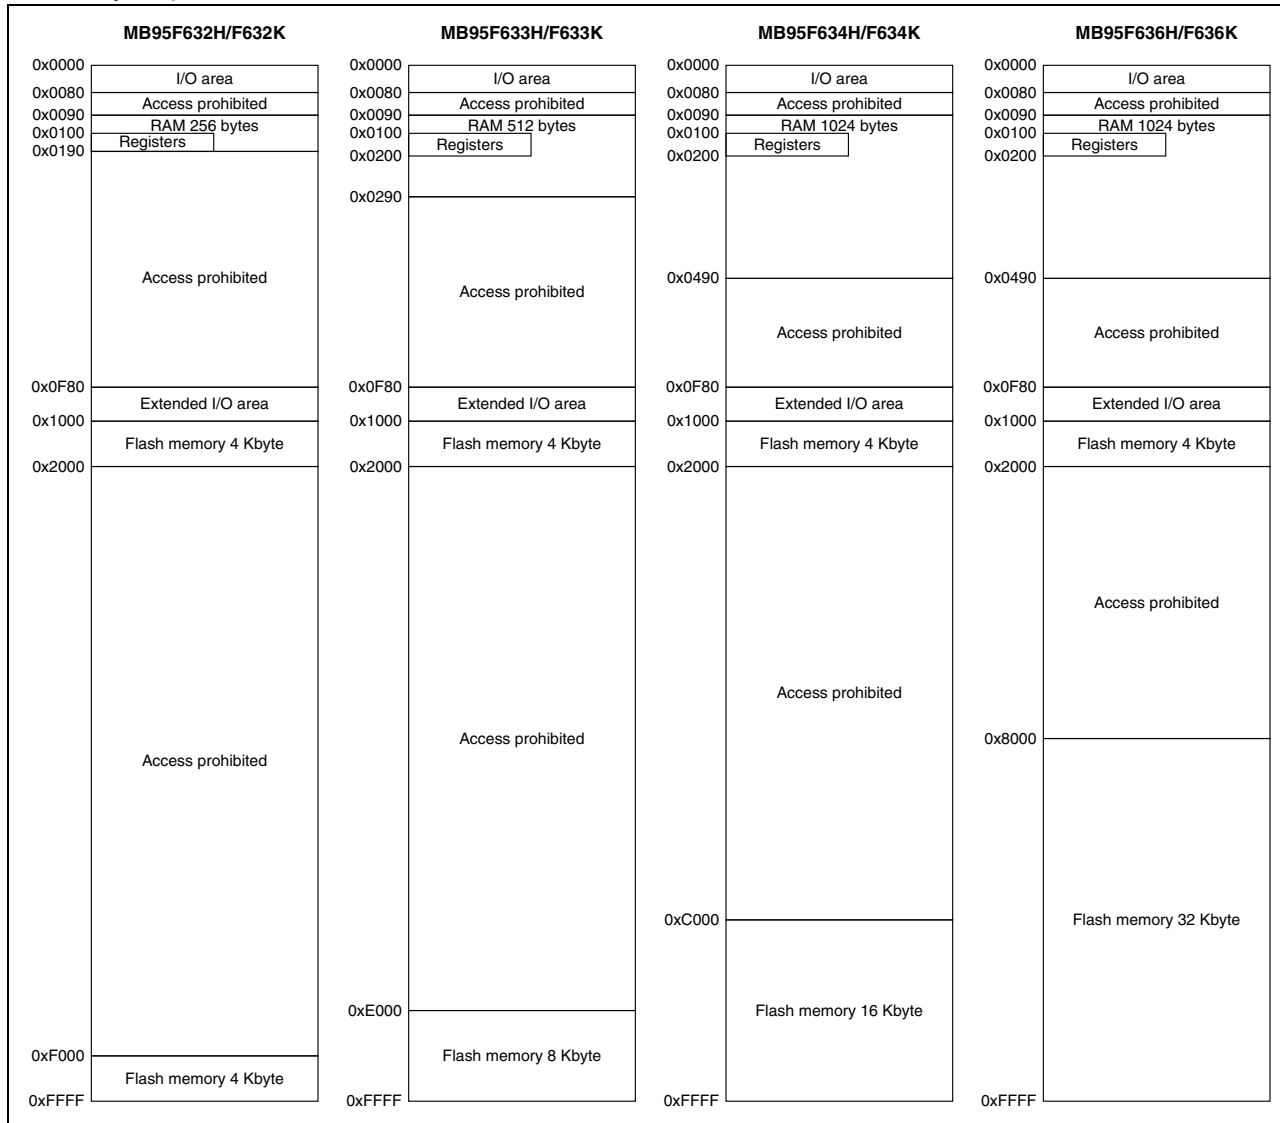 MB95F632H/F632K
0x0000
I/O area
0x0080
Access prohibited
0x0090
RAM 256 bytes
0x0100
Registers
0x0190
Access prohibited
0x0F80
Extended I/O area
0x1000
Flash memory 4 Kbyte
0x2000
Access prohibited
0xF000
Flash memory 4 Kbyte
0xFFFF
MB95F633H/F633K
0x0000
I/O area
0x0080
Access prohibited
0x0090
RAM 512 bytes
0x0100
Registers
0x0200
0x0290
Access prohibited
0x0F80
Extended I/O area
0x1000
Flash memory 4 Kbyte
0x2000
Access prohibited
0xE000
Flash memory 8 Kbyte
0xFFFF
MB95F634H/F634K
0x0000
I/O area
0x0080
Access prohibited
0x0090
RAM 1024 bytes
0x0100
Registers
0x0200
0x0490
Access prohibited
0x0F80
Extended I/O area
0x1000
Flash memory 4 Kbyte
0x2000
Access prohibited
0xC000
Flash memory 16 Kbyte
0xFFFF
MB95F636H/F636K
0x0000
I/O area
0x0080
Access prohibited
0x0090
RAM 1024 bytes
0x0100
Registers
0x0200
0x0490
Access prohibited
0x0F80
Extended I/O area
0x1000
Flash memory 4 Kbyte
0x2000
Access prohibited
0x8000
Flash memory 32 Kbyte
0xFFFF